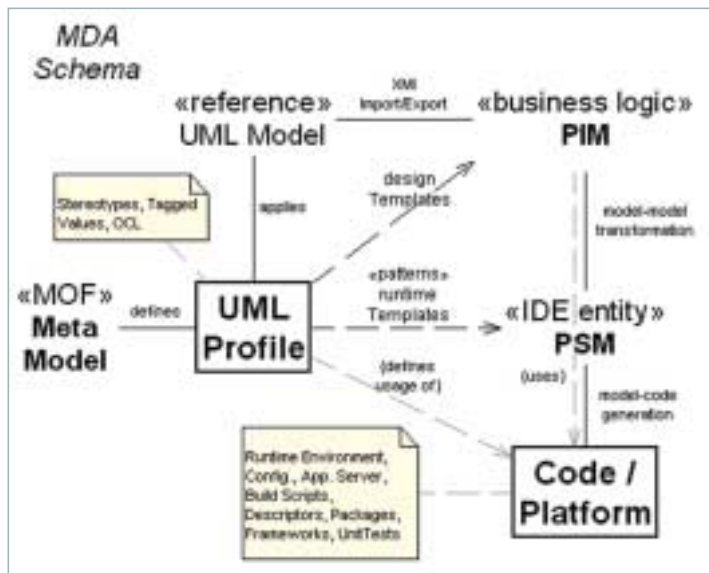 MDA
Schema
«reference»
UML Model
XMI
Import/Export
«business logic»
PIM
Stereotypes, Tagged
Values, OCL
applies
design
Templates
model-model
transformation
«MOF»
Meta
Model
defines
UML
Profile
«patterns»
runtime
Templates
«IDE entity»
PSM
(defines
usage of)
(uses)
model-code
generation
Runtime Environment,
Config., App. Server,
Build Scripts,
Descriptors, Packages,
Frameworks, UnitTests
Code /
Platform